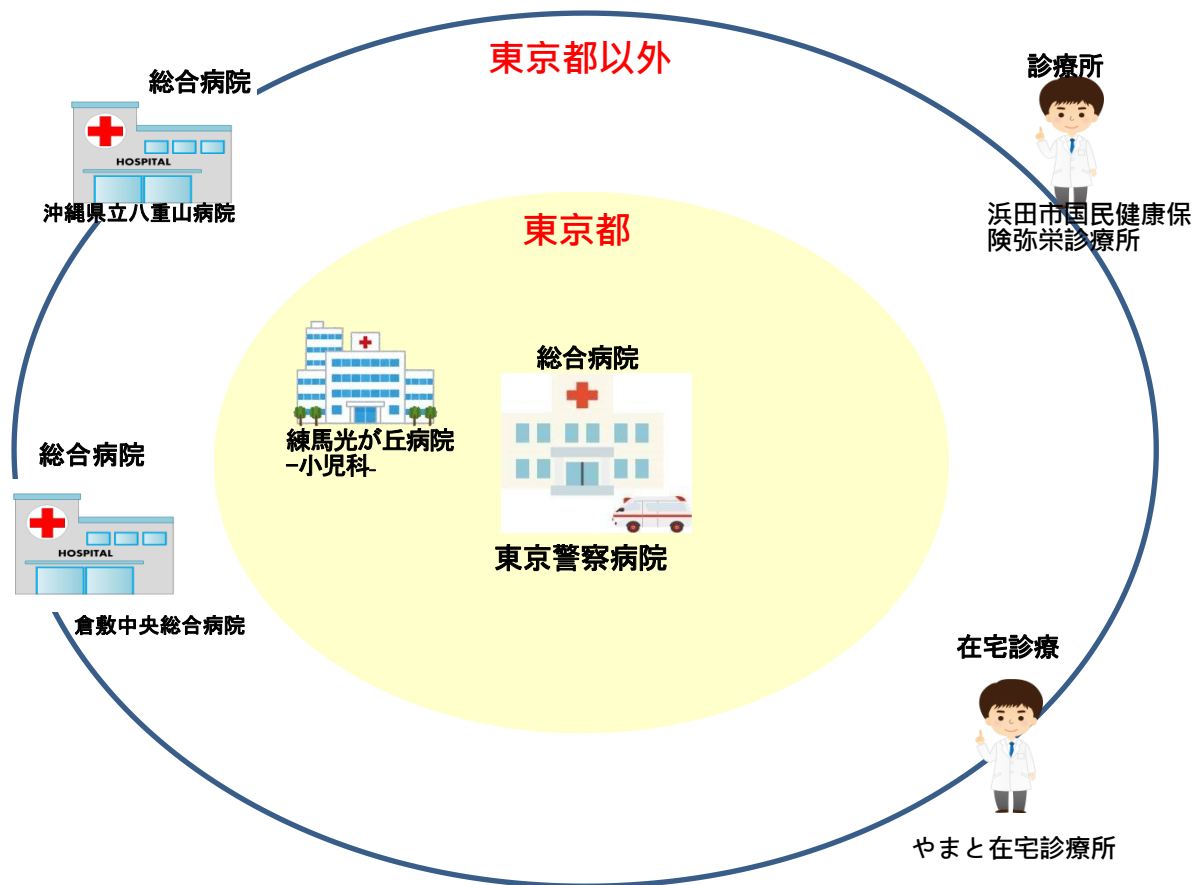 東京都以外
総合病院
HOSPITAL
沖縄県立八重山病院
診療所
浜田市国民健康保
険弥栄診療所
東京都
練馬光が丘病院
-小児科-
総合病院
東京警察病院
総合病院
HOSPITAL
倉敷中央総合病院
在宅診療
やまと在宅診療所